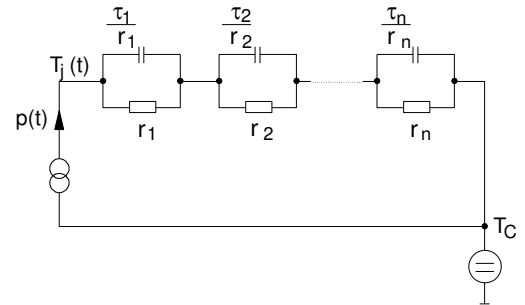 τ1
r1
τ2
r2
τn
rn
Tj(t)
r1
r2
rn
p(t)
TC